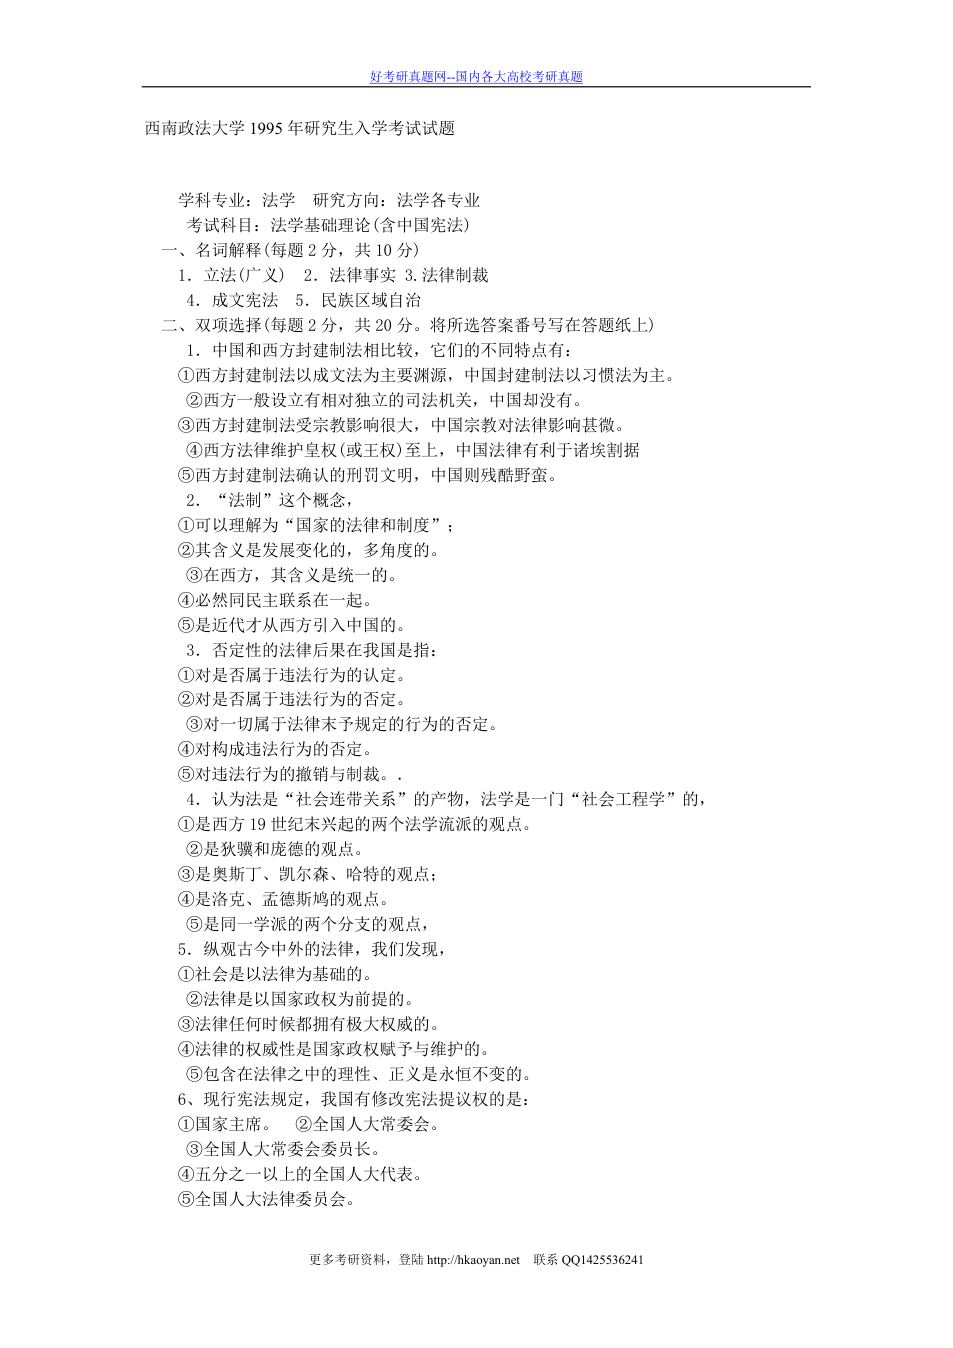 好考研真题网--国内各大高校考研真题
西南政法大学 1995 年研究生入学考试试题
学科专业：法学 研究方向：法学各专业
考试科目：法学基础理论(含中国宪法)
一、名词解释(每题 2 分，共 10 分)
1．立法(广义) 2．法律事实 3.法律制裁
4．成文宪法 5．民族区域自治
二、双项选择(每题 2 分，共 20 分。将所选答案番号写在答题纸上)
1．中国和西方封建制法相比较，它们的不同特点有：
①西方封建制法以成文法为主要渊源，中国封建制法以习惯法为主。
②西方一般设立有相对独立的司法机关，中国却没有。
③西方封建制法受宗教影响很大，中国宗教对法律影响甚微。
④西方法律维护皇权(或王权)至上，中国法律有利于诸埃割据
⑤西方封建制法确认的刑罚文明，中国则残酷野蛮。
2．“法制”这个概念，
①可以理解为“国家的法律和制度”；
②其含义是发展变化的，多角度的。
③在西方，其含义是统一的。
④必然同民主联系在一起。
⑤是近代才从西方引入中国的。
3．否定性的法律后果在我国是指：
①对是否属于违法行为的认定。
②对是否属于违法行为的否定。
③对一切属于法律末予规定的行为的否定。
④对构成违法行为的否定。
⑤对违法行为的撤销与制裁。.
4．认为法是“社会连带关系”的产物，法学是一门“社会工程学”的，
①是西方 19 世纪末兴起的两个法学流派的观点。
②是狄骥和庞德的观点。
③是奥斯丁、凯尔森、哈特的观点；
④是洛克、孟德斯鸠的观点。
⑤是同一学派的两个分支的观点，
5．纵观古今中外的法律，我们发现，
①社会是以法律为基础的。
②法律是以国家政权为前提的。
③法律任何时候都拥有极大权威的。
④法律的权威性是国家政权赋予与维护的。
⑤包含在法律之中的理性、正义是永恒不变的。
6、现行宪法规定，我国有修改宪法提议权的是：
①国家主席。 ②全国人大常委会。
③全国人大常委会委员长。
④五分之一以上的全国人大代表。
⑤全国人大法律委员会。
更多考研资料，登陆 http://hkaoyan.net 联系 QQ1425536241